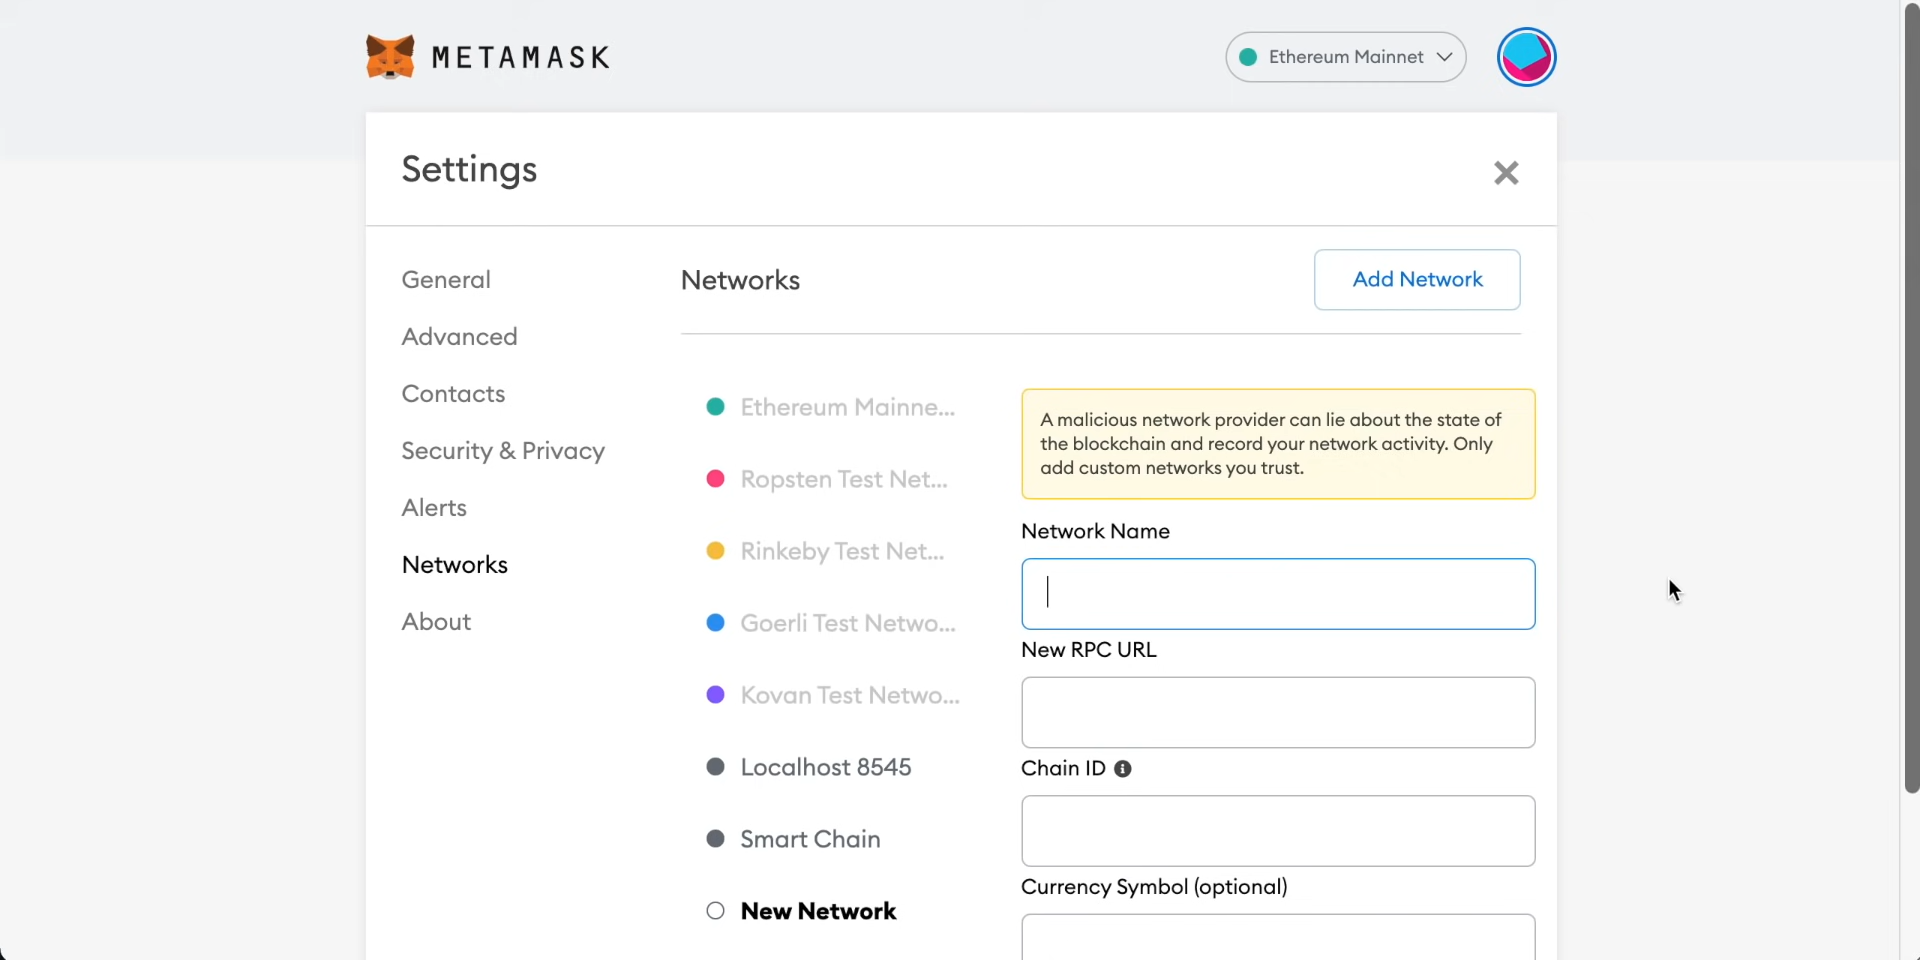 METAMASK
Ethereum Mainnet
Settings
General
Advanced
Contacts
Security & Privacy
Alerts
Networks
About
Networks
Add Network
Ethereum Mainne...
Ropsten Test Net...
Rinkeby Test Net...
Goerli Test Netwo...
Kovan Test Netwo...
Localhost 8545
Smart Chain
New Network
A malicious network provider can lie about the state of
the blockchain and record your network activity. Only
add custom networks you trust.
Network Name
New RPC URL
Chain ID
Currency Symbol (optional)